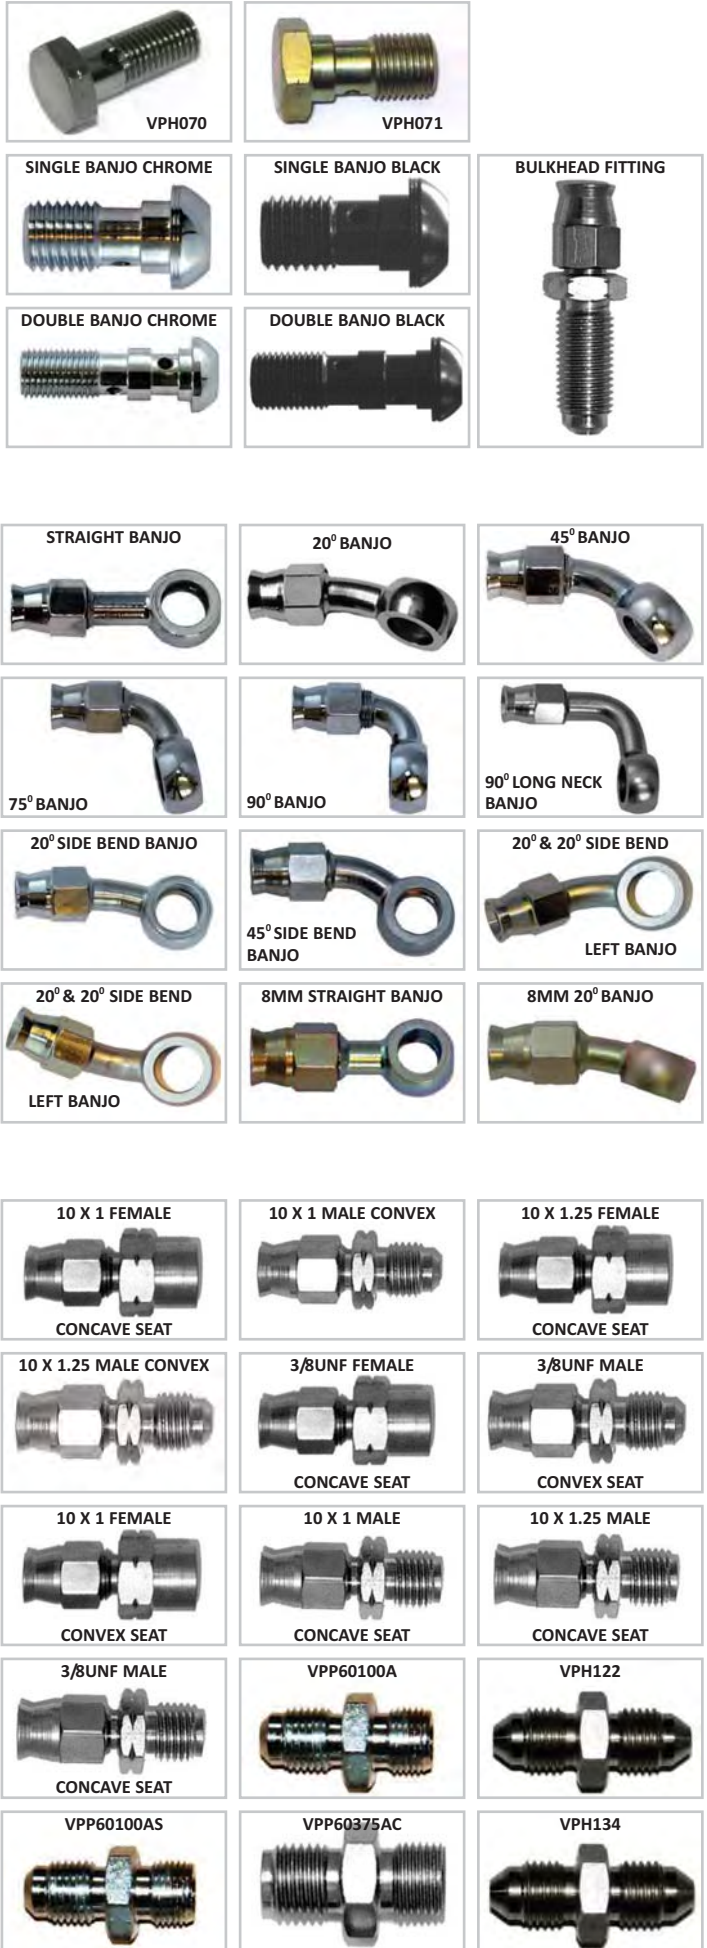 VPH070
VPH071
SINGLE BANJO CHROME
SINGLE BANJO BLACK
BULKHEAD FITTING
DOUBLE BANJO CHROME
DOUBLE BANJO BLACK
STRAIGHT BANJO
20⁰ BANJO
45⁰ BANJO
75⁰ BANJO
90⁰ BANJO
90⁰ LONG NECK
BANJO
20⁰ SIDE BEND BANJO
45⁰ SIDE BEND
BANJO
20⁰ & 20⁰ SIDE BEND
LEFT BANJO
20⁰ & 20⁰ SIDE BEND
LEFT BANJO
8MM STRAIGHT BANJO
8MM 20⁰ BANJO
10 X 1 FEMALE
CONCAVE SEAT
10 X 1 MALE CONVEX
10 X 1.25 FEMALE
CONCAVE SEAT
10 X 1.25 MALE CONVEX
3/8UNF FEMALE
CONCAVE SEAT
3/8UNF MALE
CONVEX SEAT
10 X 1 FEMALE
CONVEX SEAT
10 X 1 MALE
CONCAVE SEAT
10 X 1.25 MALE
CONCAVE SEAT
3/8UNF MALE
CONCAVE SEAT
VPP60100A
VPH122
VPP60100AS
VPP60375AC
VPH134